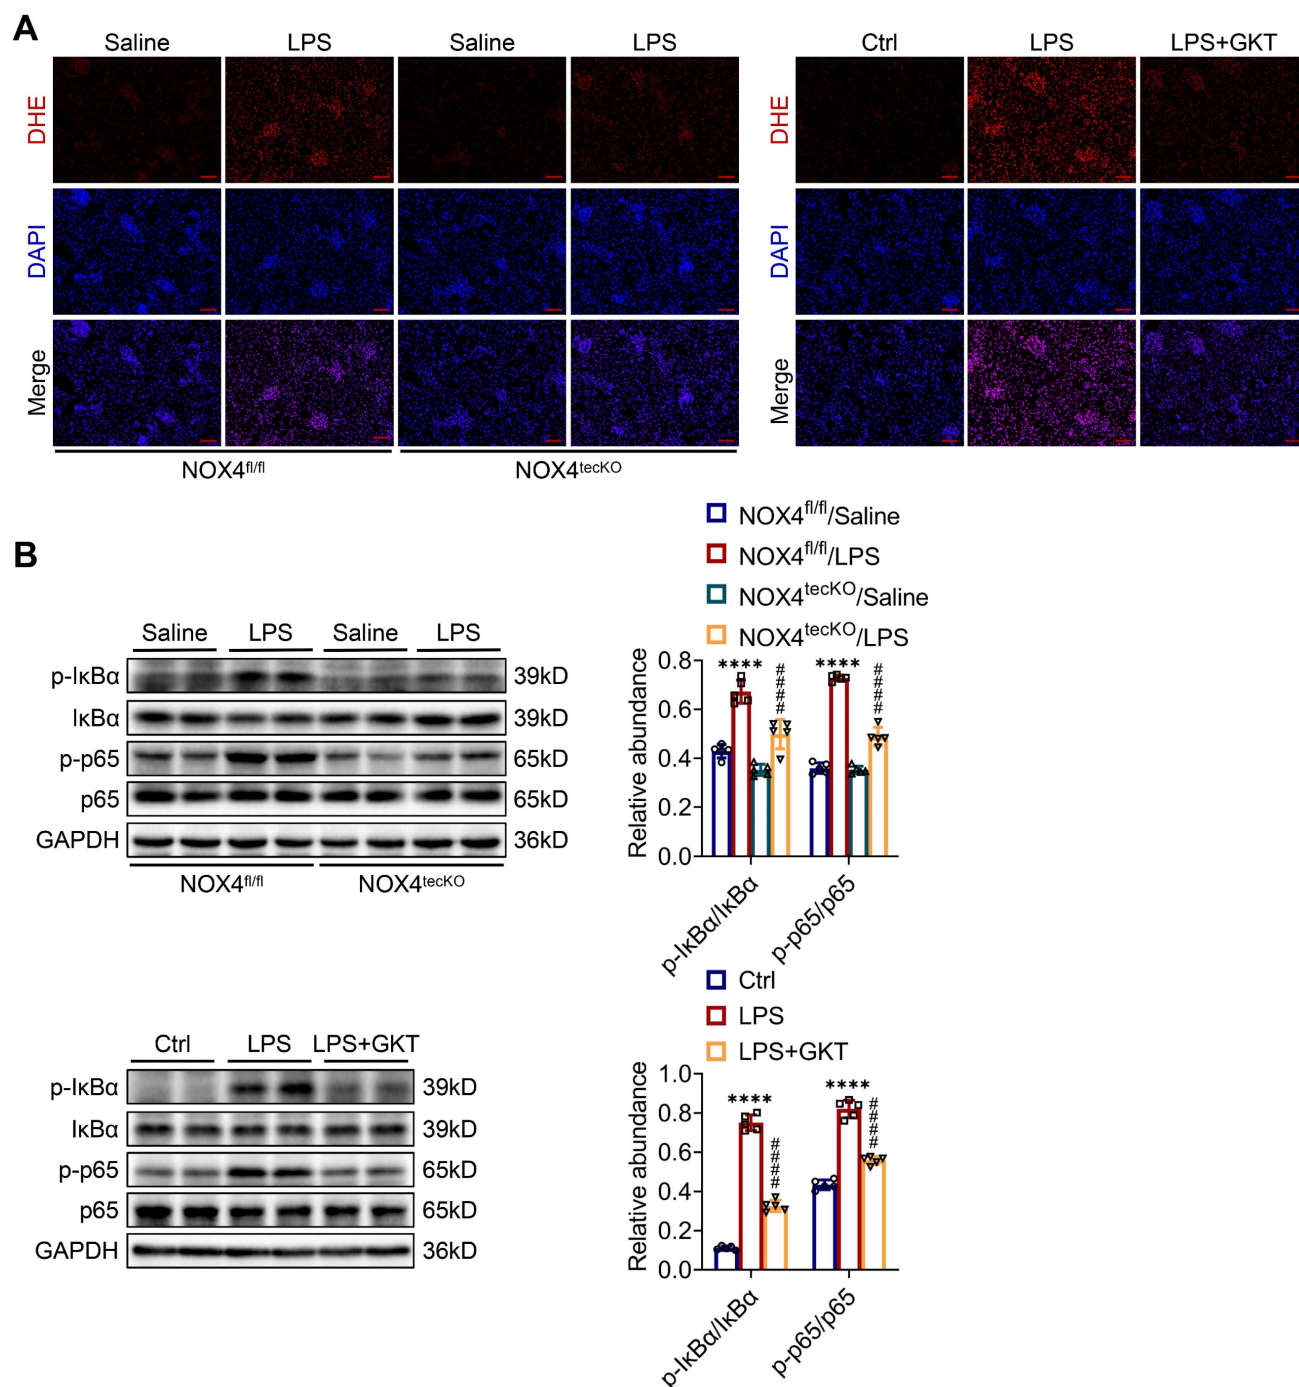 A
Saline LPS Saline LPS Ctrl LPS LPS+GKT
DHE
DAPI
Merge
DHE
DAPI
Merge
NOX4fl/fl NOX4tecKO
B
NOX4fl/fl/Saline
NOX4fl/fl/LPS
NOX4tecKO/Saline
NOX4tecKO/LPS
Saline LPS Saline LPS
p-IκBα 39kD
IκBα 39kD
p-p65 65kD
p65 65kD
GAPDH 36kD
NOX4fl/fl NOX4tecKO
Relative abundance
0.8
0.6
0.4
0.2
0.0
**** #### **** ####
p-IκBα/IκBα p-p65/p65
Ctrl
LPS
LPS+GKT
Ctrl LPS LPS+GKT
p-IκBα 39kD
IκBα 39kD
p-p65 65kD
p65 65kD
GAPDH 36kD
Relative abundance
1.0
0.8
0.6
0.4
0.2
0.0
**** #### **** ####
p-IκBα/IκBα p-p65/p65